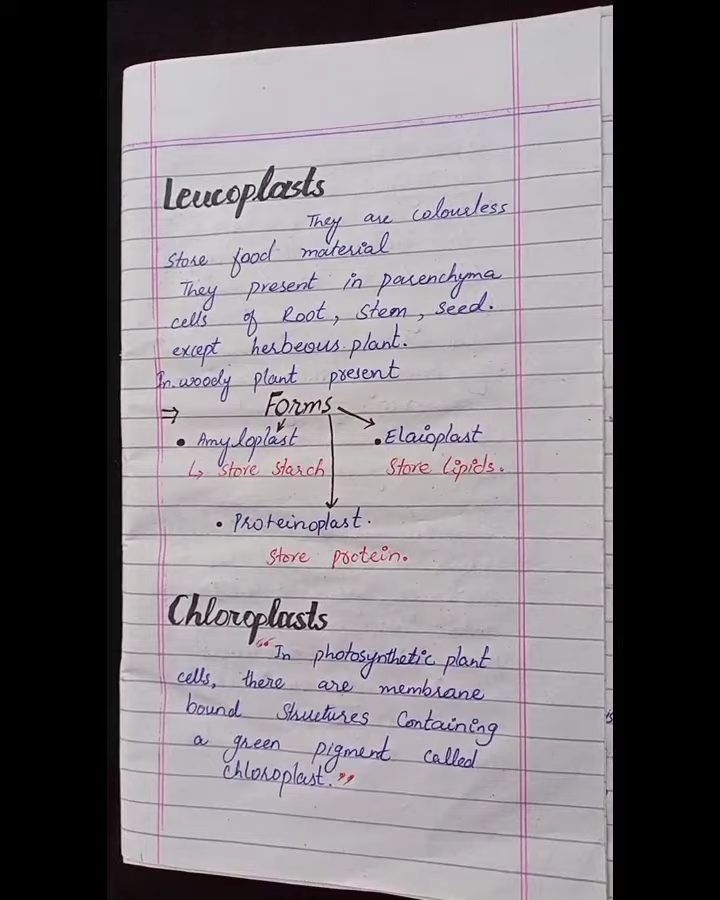 Leucoplasts
They are colourless
Store food material
They present in parenchyma
cells of Root, Stem, Seed.
except herbeous plant.
In woody plant present
⇒ Forms
• Amyloplast • Elaioplast
↳ Store Starch Store Lipids.
• Proteinoplast.
Store protein.
Chloroplasts
“In photosynthetic plant
cells, there are membrane
bound Structures Containing
a green pigment called
chloroplast.”